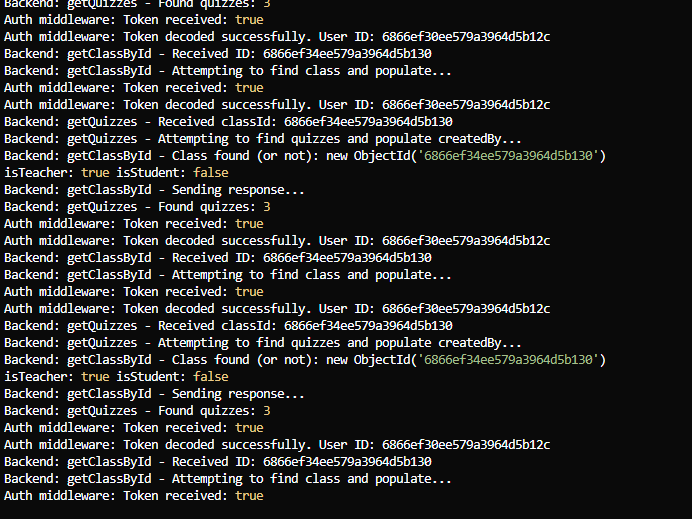 Backend: getQuizzes - Found quizzes: 3
Auth middleware: Token received: true
Auth middleware: Token decoded successfully. User ID: 6866ef30ee579a3964d5b12c
Backend: getClassById - Received ID: 6866ef34ee579a3964d5b130
Backend: getClassById - Attempting to find class and populate...
Auth middleware: Token received: true
Auth middleware: Token decoded successfully. User ID: 6866ef30ee579a3964d5b12c
Backend: getQuizzes - Received classId: 6866ef34ee579a3964d5b130
Backend: getQuizzes - Attempting to find quizzes and populate createdBy...
Backend: getClassById - Class found (or not): new ObjectId('6866ef34ee579a3964d5b130')
isTeacher: true isStudent: false
Backend: getClassById - Sending response...
Backend: getQuizzes - Found quizzes: 3
Auth middleware: Token received: true
Auth middleware: Token decoded successfully. User ID: 6866ef30ee579a3964d5b12c
Backend: getClassById - Received ID: 6866ef34ee579a3964d5b130
Backend: getClassById - Attempting to find class and populate...
Auth middleware: Token received: true
Auth middleware: Token decoded successfully. User ID: 6866ef30ee579a3964d5b12c
Backend: getQuizzes - Received classId: 6866ef34ee579a3964d5b130
Backend: getQuizzes - Attempting to find quizzes and populate createdBy...
Backend: getClassById - Class found (or not): new ObjectId('6866ef34ee579a3964d5b130')
isTeacher: true isStudent: false
Backend: getClassById - Sending response...
Backend: getQuizzes - Found quizzes: 3
Auth middleware: Token received: true
Auth middleware: Token decoded successfully. User ID: 6866ef30ee579a3964d5b12c
Backend: getClassById - Received ID: 6866ef34ee579a3964d5b130
Backend: getClassById - Attempting to find class and populate...
Auth middleware: Token received: true